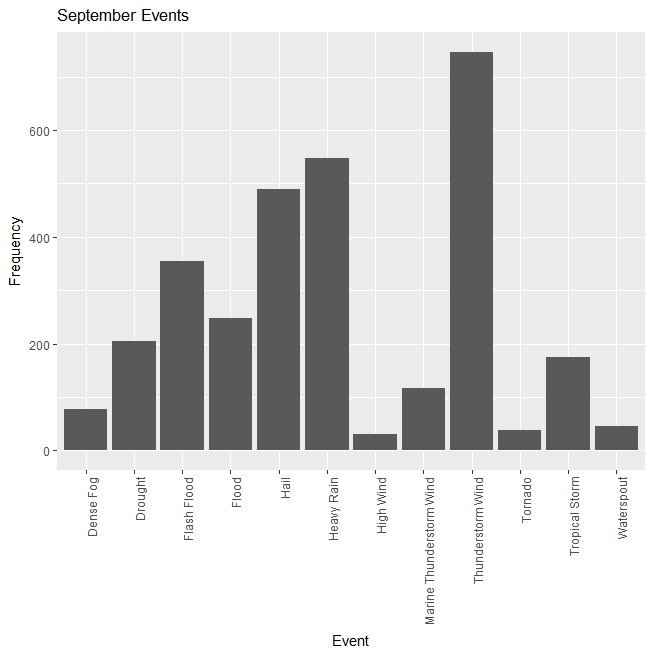 September Events
Frequency
600
400
200
0
Dense Fog
Drought
Flash Flood
Flood
Hail
Heavy Rain
High Wind
Marine Thunderstorm Wind
Thunderstorm Wind
Tornado
Tropical Storm
Waterspout
Event